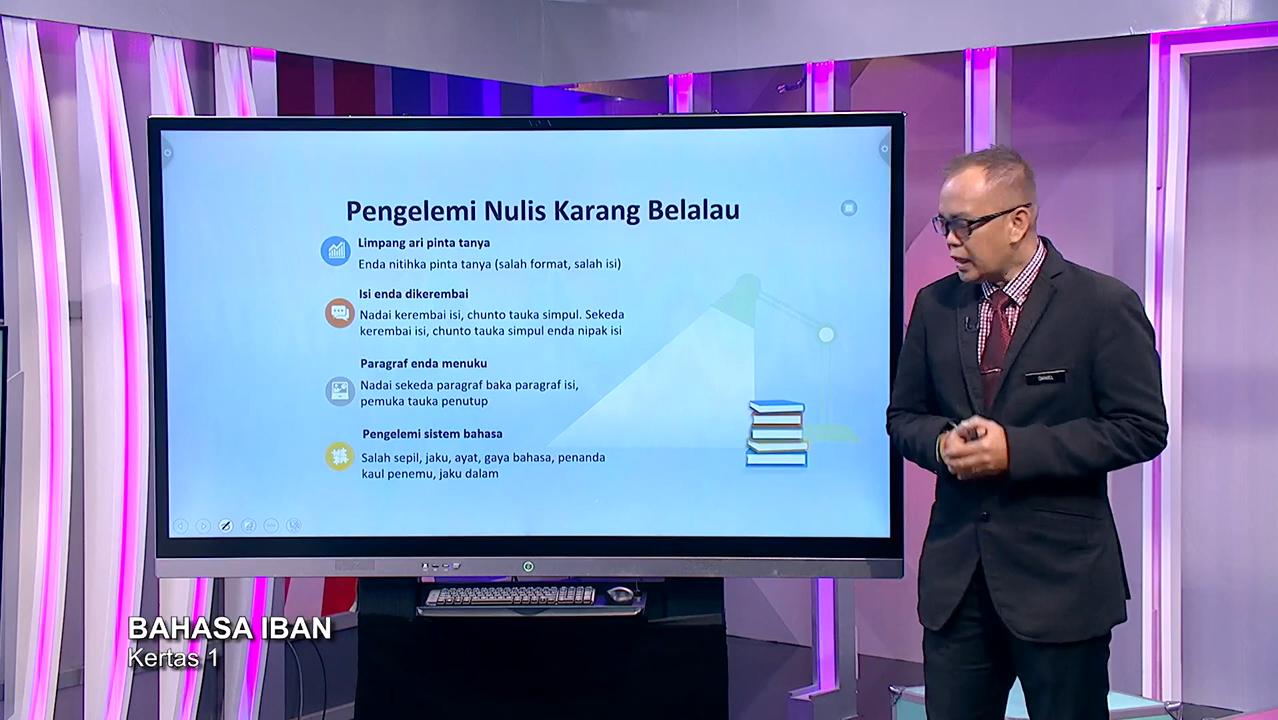 Pengelemi Nulis Karang Belalau
Limpang ari pinta tanya
Enda nitihka pinta tanya (salah format, salah isi)
Isi enda dikerembai
Nadai kerembai isi, chunto tauka simpul. Sekeda
kerembai isi, chunto tauka simpul enda nipak isi
Paragraf enda menuku
Nadai sekeda paragraf baka paragraf isi,
pemuka tauka penutup
Pengelemi sistem bahasa
Salah sepil, jaku, ayat, gaya bahasa, penanda
kaul penemu, jaku dalam
DANIEL
BAHASA IBAN
Kertas 1